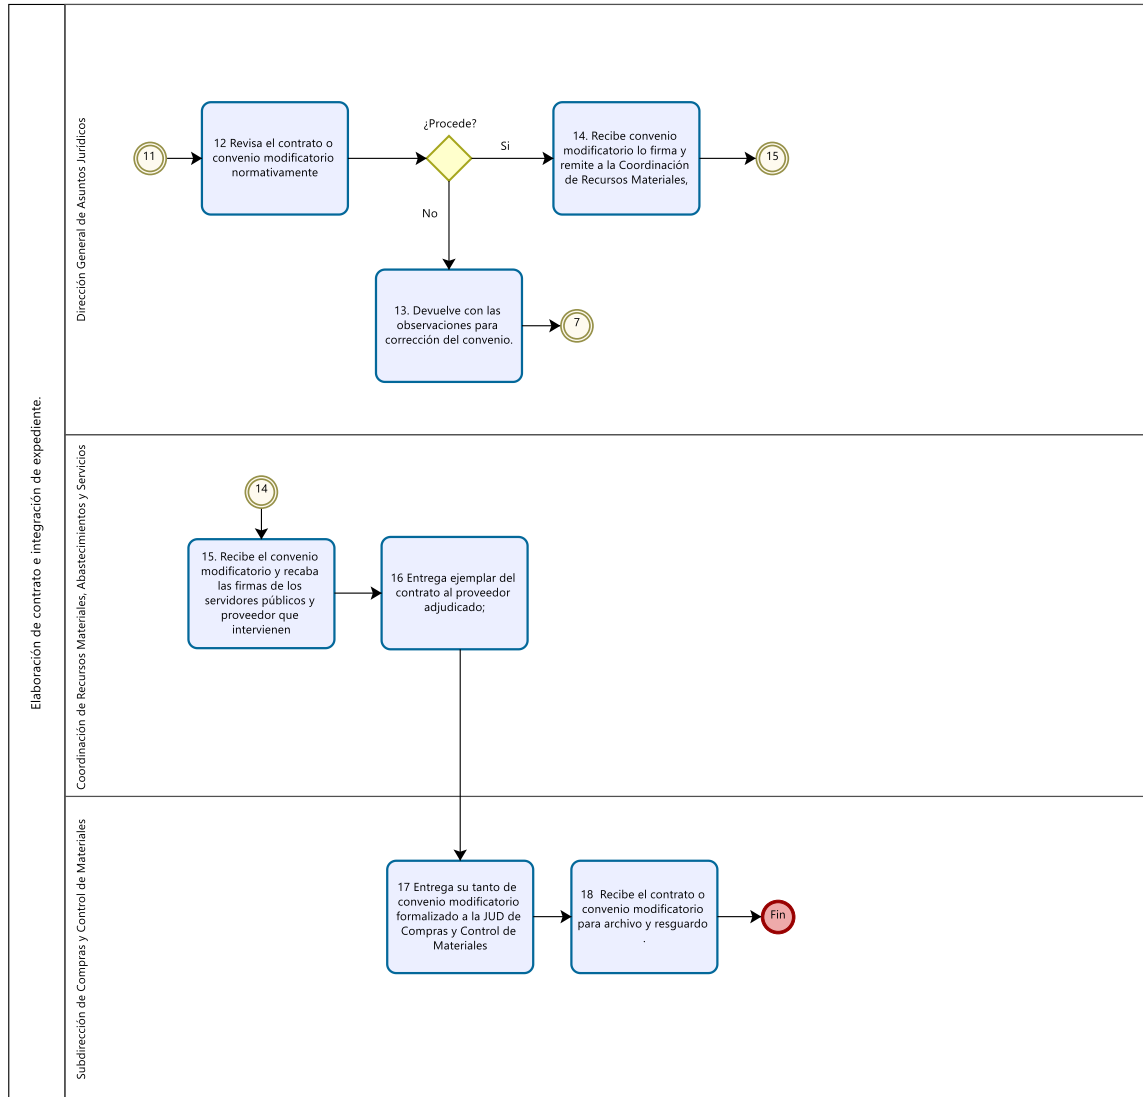 Elaboración de contrato e integración de expediente.
Dirección General de Asuntos Jurídicos
11
12 Revisa el contrato o
convenio modificatorio
normativamente
¿Procede?
Si
No
14. Recibe convenio
modificatorio lo firma y
remite a la Coordinación
de Recursos Materiales,
15
13. Devuelve con las
observaciones para
corrección del convenio.
7
Coordinación de Recursos Materiales, Abastecimientos y Servicios
14
15. Recibe el convenio
modificatorio y recaba
las firmas de los
servidores públicos y
proveedor que
intervienen
16 Entrega ejemplar del
contrato al proveedor
adjudicado;
Subdirección de Compras y Control de Materiales
17 Entrega su tanto de
convenio modificatorio
formalizado a la JUD de
Compras y Control de
Materiales
18  Recibe el contrato o
convenio modificatorio
para archivo y resguardo
.
Fin